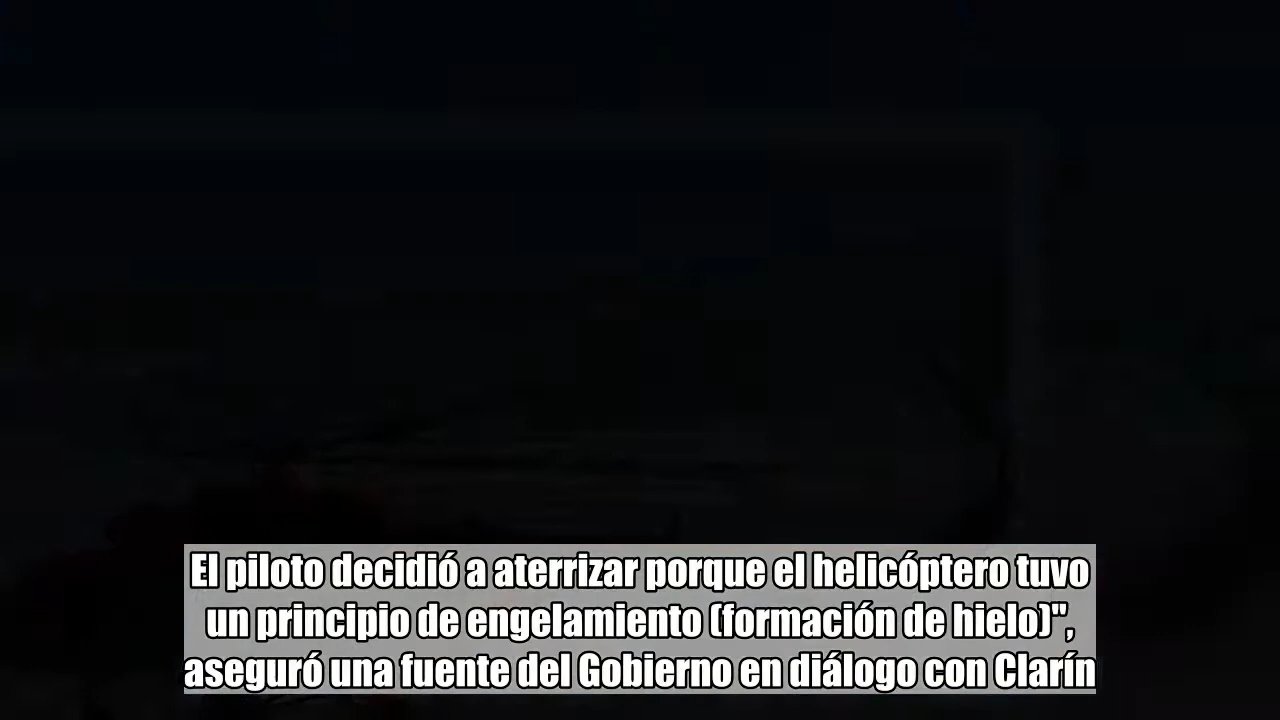 El piloto decidió a aterrizar porque el helicóptero tuvo
un principio de engelamiento (formación de hielo)",
aseguró una fuente del Gobierno en diálogo con Clarín